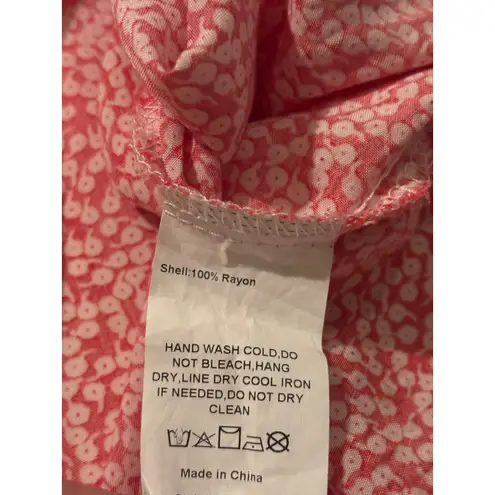 Shell:100% Rayon
HAND WASH COLD,DO
NOT BLEACH,HANG
DRY,LINE DRY COOL IRON
IF NEEDED,DO NOT DRY
CLEAN
Made in China